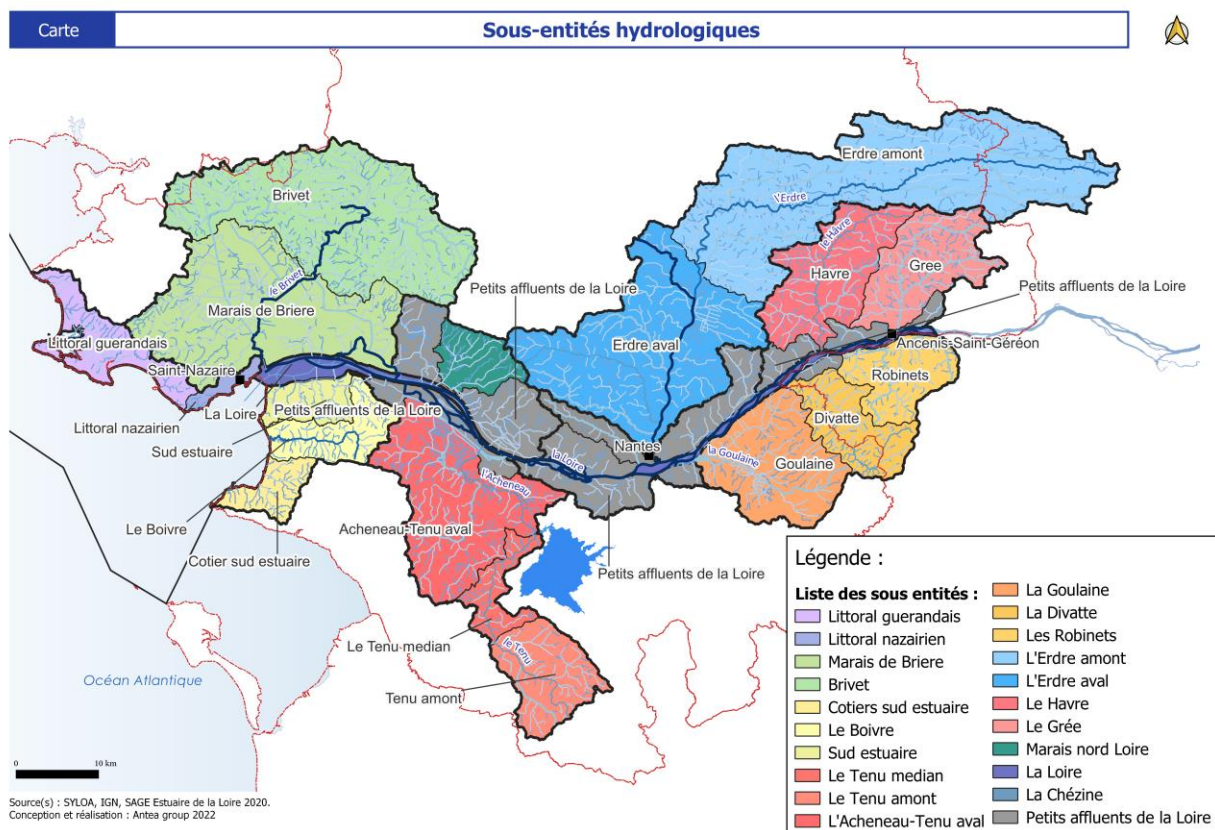 Carte
Sous-entités hydrologiques
Erdre amont
l'Erdre
Brivet
le Hâvre
Havre
Gree
Petits affluents de la Loire
Petits affluents de la Loire
le Brivet
Marais de Briere
Littoral guerandais
Erdre aval
Ancenis-Saint-Géréon
Robinets
Saint-Nazaire
La Loire
Petits affluents de la Loire
Divatte
Littoral nazairien
Sud estuaire
Nantes
la Loire
la Goulaine
Goulaine
l'Acheneau
Le Boivre
Acheneau-Tenu aval
Cotier sud estuaire
Petits affluents de la Loire
Le Tenu median
le Tenu
Tenu amont
Océan Atlantique
0 10 km
Source(s) : SYLOA, IGN, SAGE Estuaire de la Loire 2020.
Conception et réalisation : Antea group 2022
Légende :
Liste des sous entités :
Littoral guerandais
Littoral nazairien
Marais de Briere
Brivet
Cotiers sud estuaire
Le Boivre
Sud estuaire
Le Tenu median
Le Tenu amont
L'Acheneau-Tenu aval
La Goulaine
La Divatte
Les Robinets
L'Erdre amont
L'Erdre aval
Le Havre
Le Grée
Marais nord Loire
La Loire
La Chézine
Petits affluents de la Loire